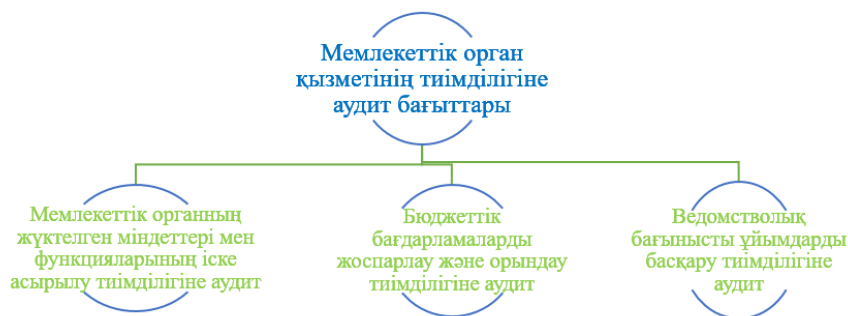 Мемлекеттік орган
қызметінің тиімділігіне
аудит бағыттары
Мемлекеттік органның
жүктелген міндеттері мен
функцияларының іске
асырылу тиімділігіне аудит
Бюджеттік
бағдарламаларды
жоспарлау және орындау
тиімділігіне аудит
Ведомстволық
бағынысты ұйымдарды
басқару тиімділігіне
аудит